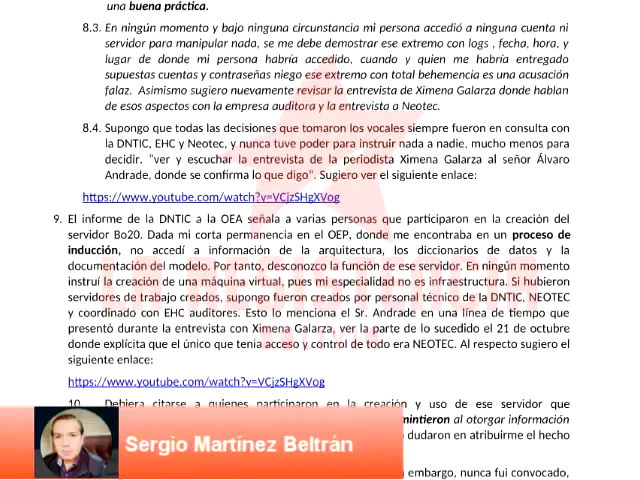 una buena práctica.
8.3. En ningún momento y bajo ninguna circunstancia mi persona accedió a ninguna cuenta ni
servidor para manipular nada, se me debe demostrar ese extremo con logs , fecha, hora, y
lugar de donde mi persona habría accedido, cuando y quien me habría entregado
supuestas cuentas y contraseñas niego ese extremo con total behemencia es una acusación
falaz. Asimismo sugiero nuevamente revisar la entrevista de Ximena Galarza donde hablan
de esos aspectos con la empresa auditora y la entrevista a Neotec.
8.4. Supongo que todas las decisiones que tomaron los vocales siempre fueron en consulta con
la DNTIC, EHC y Neotec, y nunca tuve poder para instruir nada a nadie, mucho menos para
decidir. "ver y escuchar la entrevista de la periodista Ximena Galarza al señor Álvaro
Andrade, donde se confirma lo que digo". Sugiero ver el siguiente enlace:
https://www.youtube.com/watch?v=VCjzSHgXVog
9. El informe de la DNTIC a la OEA señala a varias personas que participaron en la creación del
servidor Bo20. Dada mi corta permanencia en el OEP, donde me encontraba en un proceso de
inducción, no accedí a información de la arquitectura, los diccionarios de datos y la
documentación del modelo. Por tanto, desconozco la función de ese servidor. En ningún momento
instruí la creación de una máquina virtual, pues mi especialidad no es infraestructura. Si hubieron
servidores de trabajo creados, supongo fueron creados por personal técnico de la DNTIC, NEOTEC
y coordinado con EHC auditores. Esto lo menciona el Sr. Andrade en una línea de tiempo que
presentó durante la entrevista con Ximena Galarza, ver la parte de lo sucedido el 21 de octubre
donde explícita que el único que tenia acceso y control de todo era NEOTEC. Al respecto sugiero el
siguiente enlace:
https://www.youtube.com/watch?v=VCjzSHgXVog
10. Debiera citarse a quienes participaron en la creación y uso de ese servidor que
mintieron al otorgar información
dudaron en atribuirme el hecho
embargo, nunca fui convocado,
Sergio Martínez Beltrán